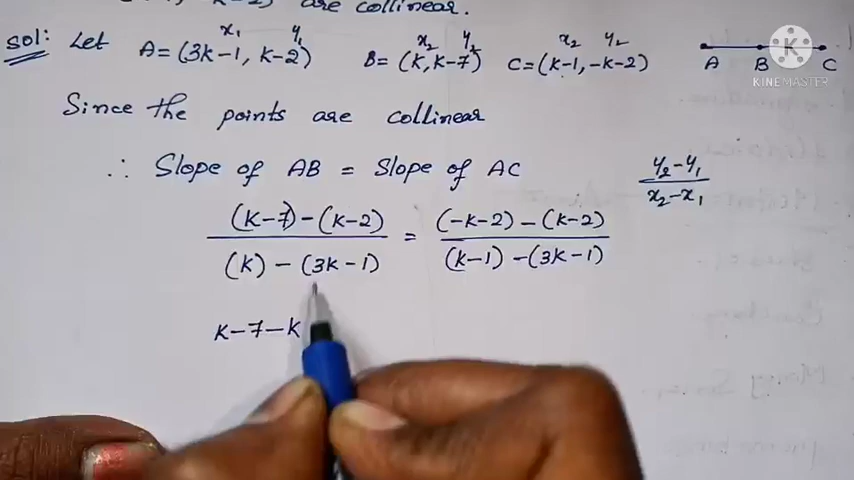 , k-2) are collinear.
x₁ y₁ x₂ y₂ x₂ y₂
Sol: Let A = (3k-1, k-2) B = (k, k-7) C = (k-1, -k-2)
A B C
K
KINEMASTER
Since the points are collinear
∴ Slope of AB = Slope of AC
y₂-y₁ / x₂-x₁
(k-7) - (k-2) / (k) - (3k-1) = (-k-2) - (k-2) / (k-1) - (3k-1)
k-7-k